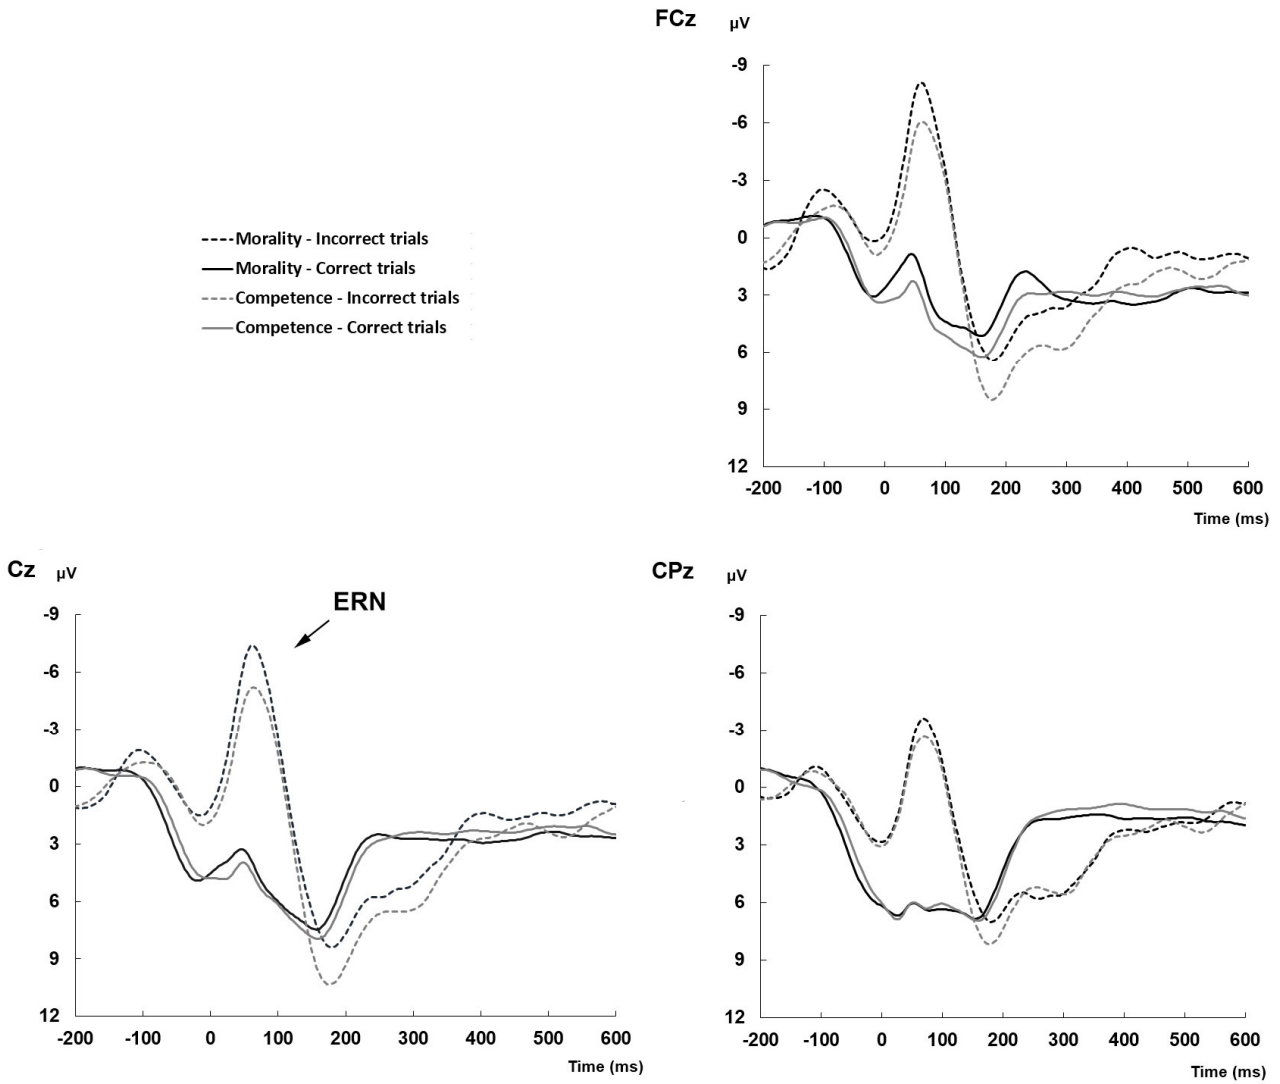 FCz µV
-9
-6
-3
0
3
6
9
12
-200 -100 0 100 200 300 400 500 600
Time (ms)
Morality - Incorrect trials
Morality - Correct trials
Competence - Incorrect trials
Competence - Correct trials
Cz µV
ERN
-9
-6
-3
0
3
6
9
12
-200 -100 0 100 200 300 400 500 600
Time (ms)
CPz µV
-9
-6
-3
0
3
6
9
12
-200 -100 0 100 200 300 400 500 600
Time (ms)